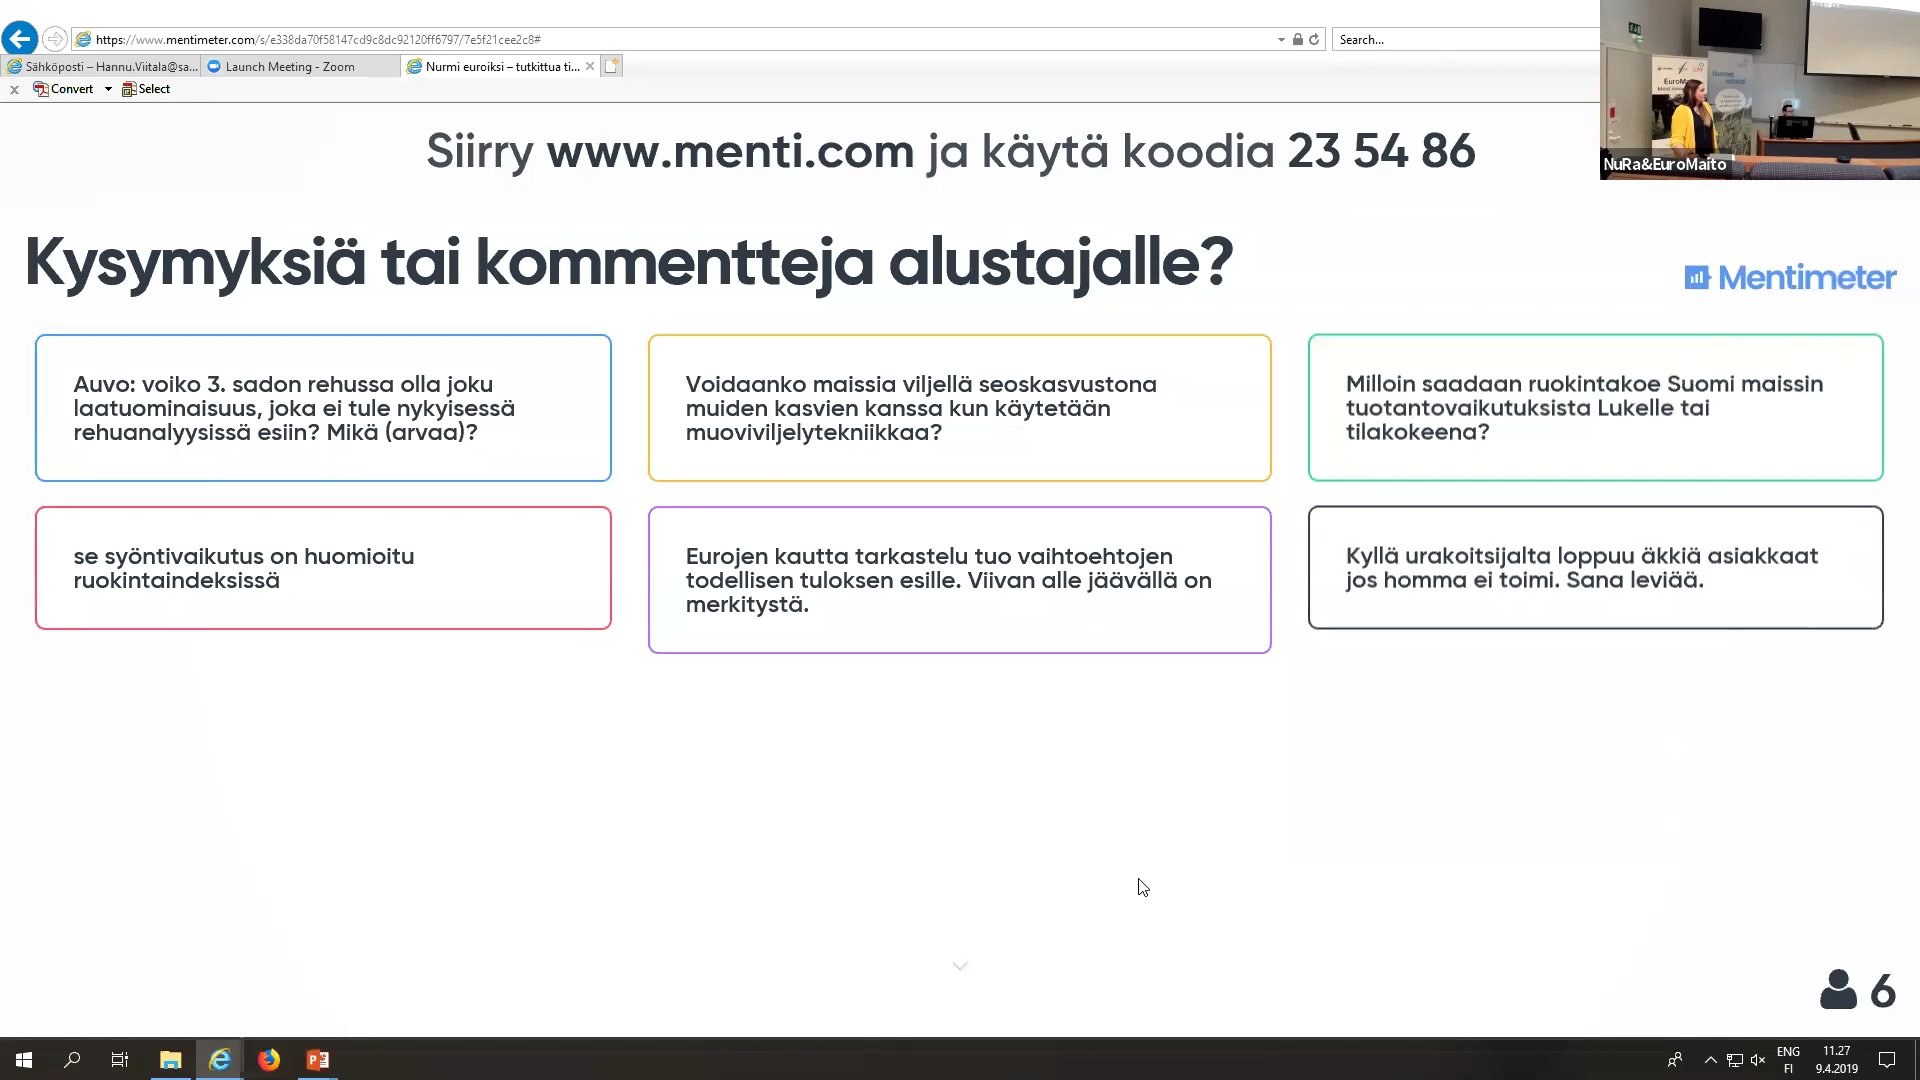 https://www.mentimeter.com/s/e338da70f58147cd9c8dc92120ff6797/7e5f21cee2c8#
Search...
Sähköposti – Hannu.Viitala@sa...
Launch Meeting - Zoom
Nurmi euroiksi – tutkittua ti...
x
Convert
Select
EuroMa
NuRa&EuroMaito
Siirry www.menti.com ja käytä koodia 23 54 86
Kysymyksiä tai kommentteja alustajalle?
Mentimeter
Auvo: voiko 3. sadon rehussa olla joku
laatuominaisuus, joka ei tule nykyisessä
rehuanalyysissä esiin? Mikä (arvaa)?
Voidaanko maissia viljellä seoskasvustona
muiden kasvien kanssa kun käytetään
muoviviljelytekniikkaa?
Milloin saadaan ruokintakoe Suomi maissin
tuotantovaikutuksista Lukelle tai
tilakokeena?
se syöntivaikutus on huomioitu
ruokintaindeksissä
Eurojen kautta tarkastelu tuo vaihtoehtojen
todellisen tuloksen esille. Viivan alle jäävällä on
merkitystä.
Kyllä urakoitsijalta loppuu äkkiä asiakkaat
jos homma ei toimi. Sana leviää.
6
ENG
FI
11.27
9.4.2019